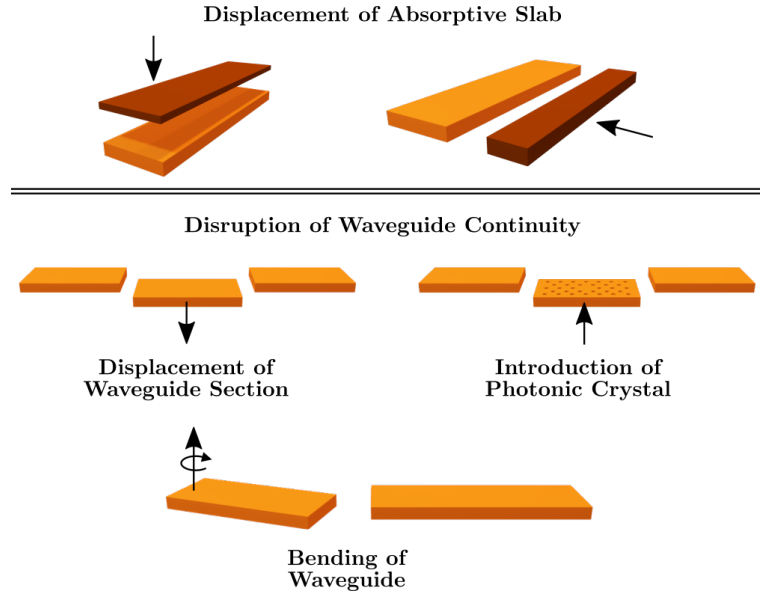 Displacement of Absorptive Slab
Disruption of Waveguide Continuity
Displacement of
Waveguide Section
Introduction of
Photonic Crystal
Bending of
Waveguide